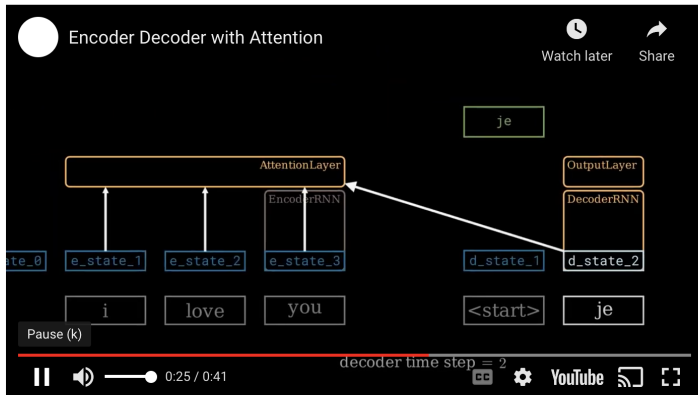 Encoder Decoder with Attention
Watch later
Share
je
AttentionLayer
OutputLayer
EncoderRNN
DecoderRNN
ate_0
e_state_1
e_state_2
e_state_3
d_state_1
d_state_2
i
love
you
<start>
je
Pause (k)
decoder time step = 2
0:25 / 0:41
CC
YouTube